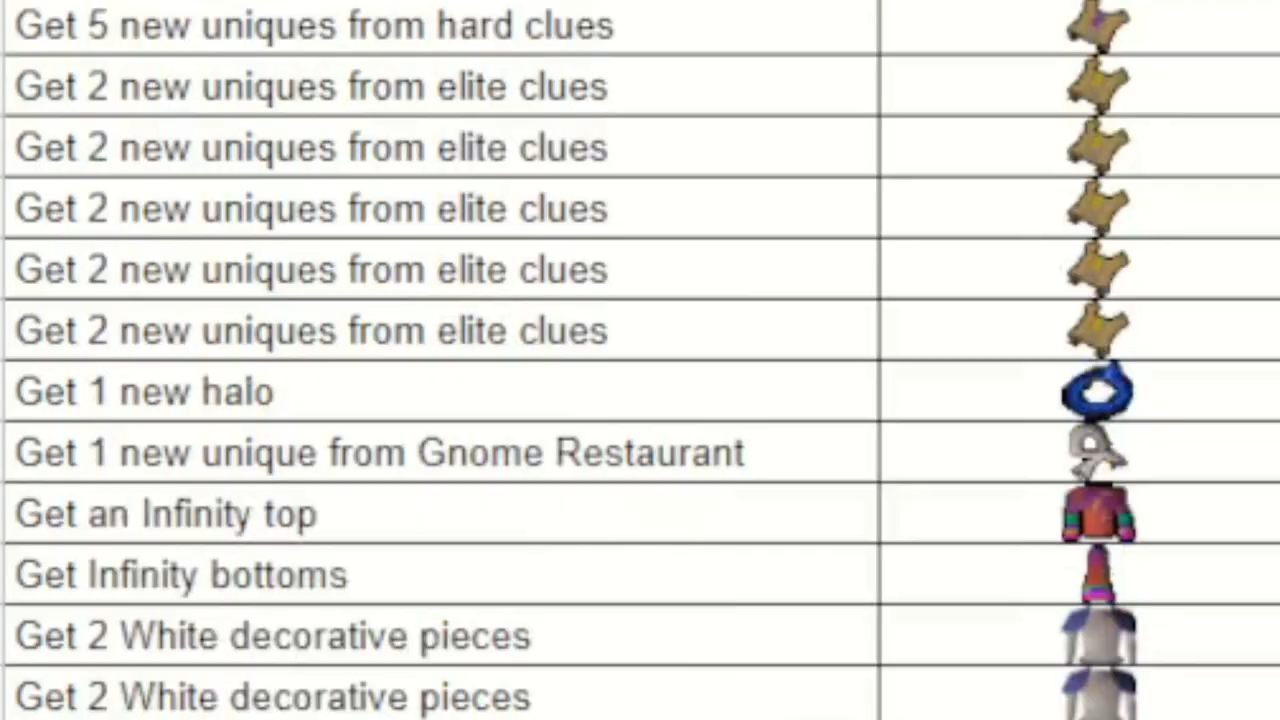 Get 5 new uniques from hard clues
Get 2 new uniques from elite clues
Get 2 new uniques from elite clues
Get 2 new uniques from elite clues
Get 2 new uniques from elite clues
Get 2 new uniques from elite clues
Get 1 new halo
Get 1 new unique from Gnome Restaurant
Get an Infinity top
Get Infinity bottoms
Get 2 White decorative pieces
Get 2 White decorative pieces